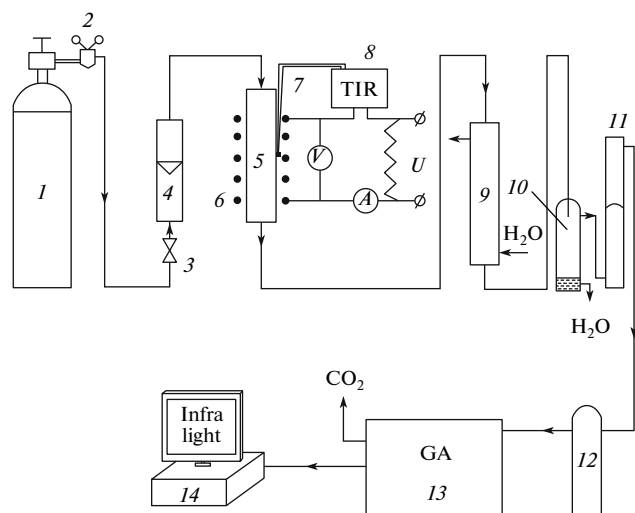 2
8
7
TIR
11
V
U
1
4
5
6
A
9
10
3
H₂O
H₂O
CO₂
Infra
light
GA
12
13
14